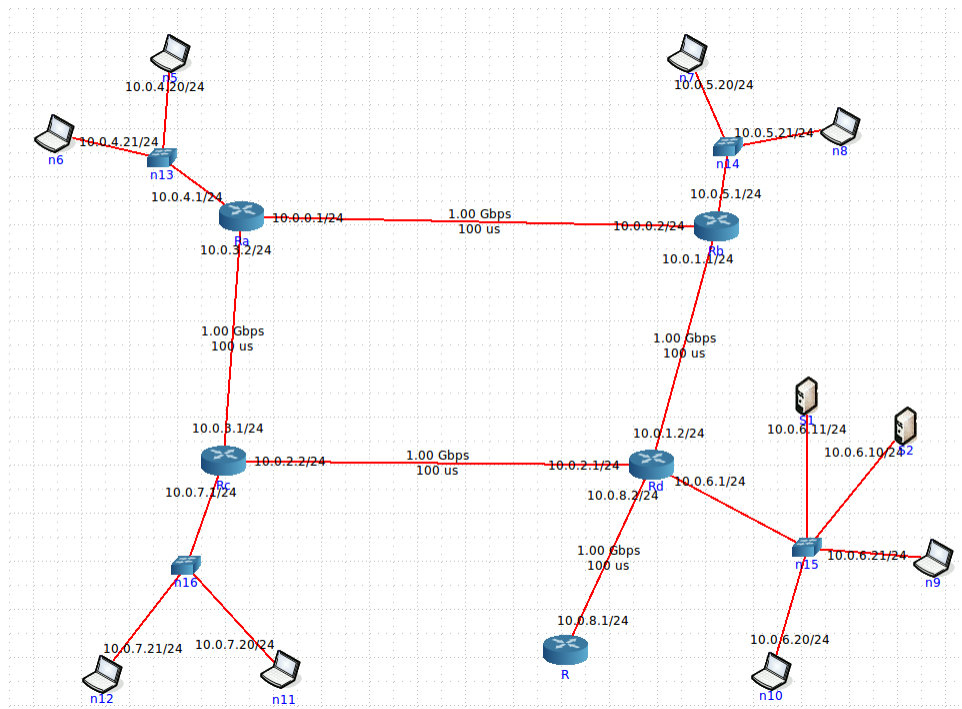 n5
10.0.4.20/24
n7
10.0.5.20/24
n6
10.0.4.21/24
n13
10.0.5.21/24
n8
n14
10.0.4.1/24
10.0.5.1/24
Ra
10.0.0.1/24
1.00 Gbps
100 us
10.0.0.2/24
Rb
10.0.3.2/24
10.0.1.1/24
1.00 Gbps
100 us
1.00 Gbps
100 us
10.0.3.1/24
10.0.1.2/24
S1
10.0.6.11/24
S2
10.0.6.10/24
Rc
10.0.2.2/24
1.00 Gbps
100 us
10.0.2.1/24
Rd
10.0.6.1/24
10.0.7.1/24
10.0.8.2/24
1.00 Gbps
100 us
n15
10.0.6.21/24
n9
n16
10.0.8.1/24
R
10.0.7.21/24
10.0.7.20/24
10.0.6.20/24
n12
n11
n10